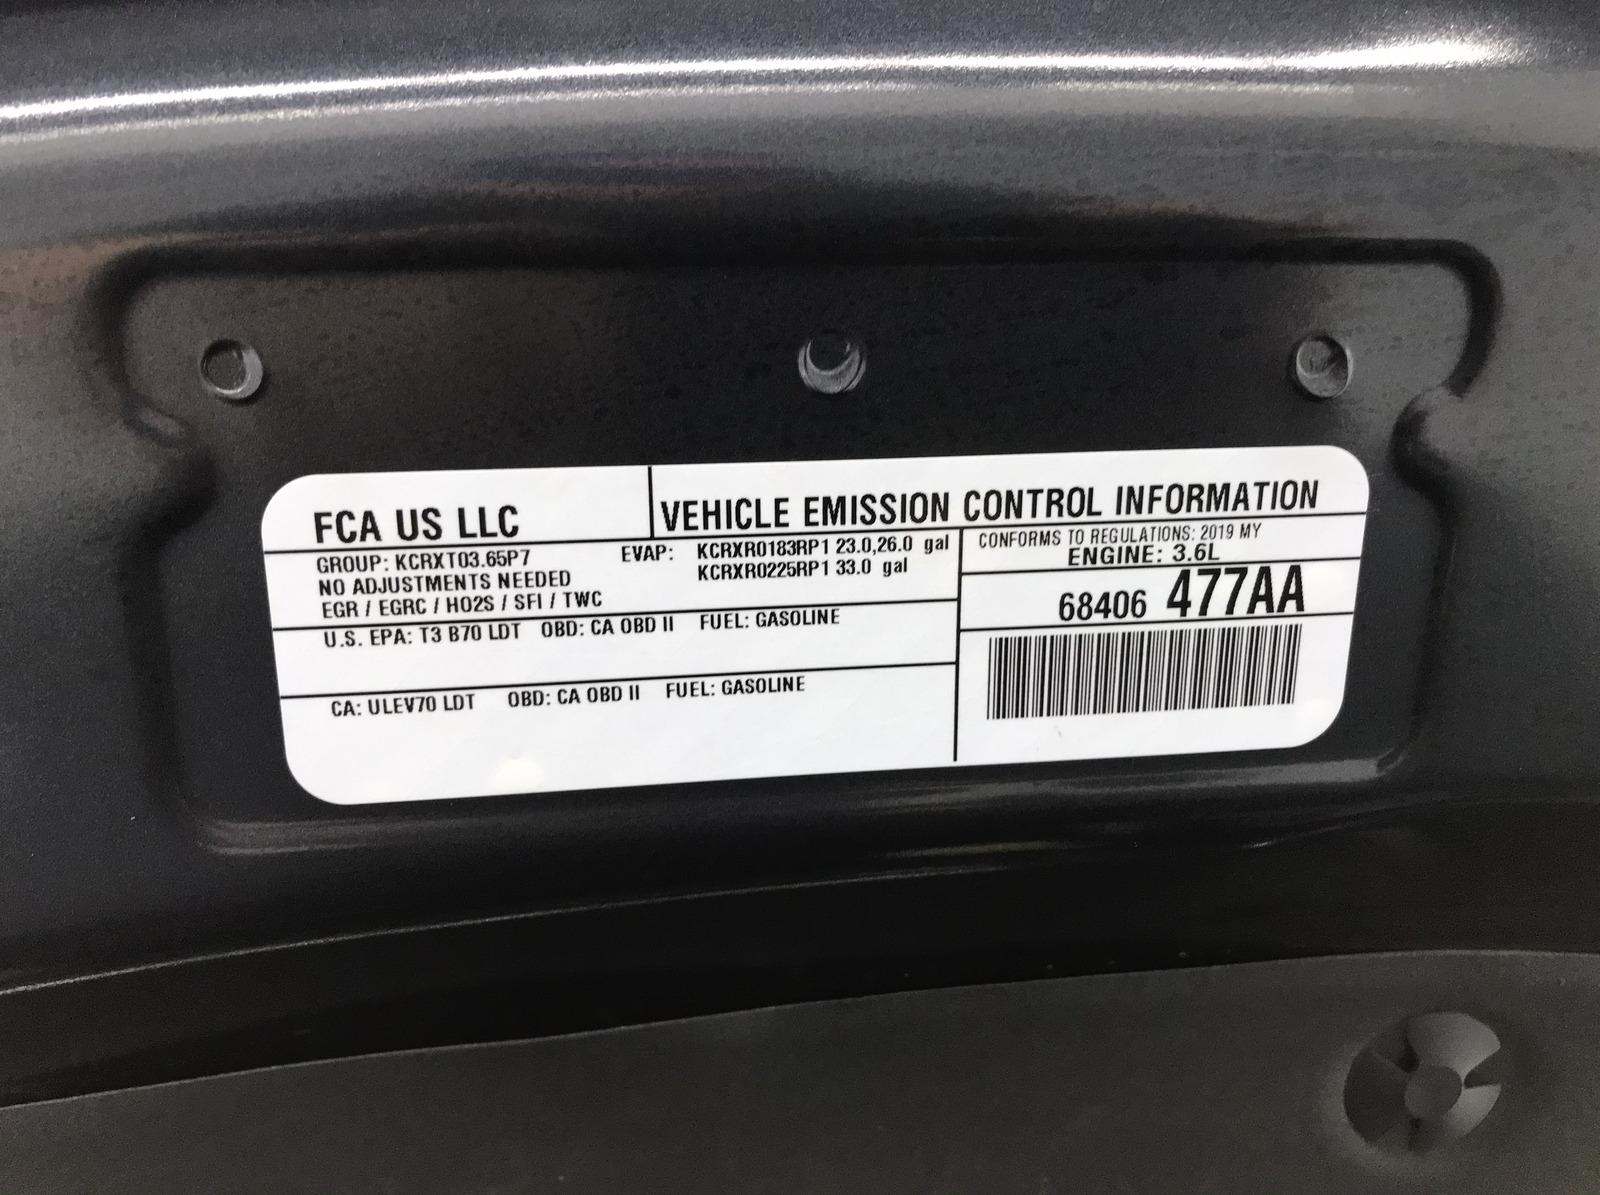 FCA US LLC
VEHICLE EMISSION CONTROL INFORMATION
GROUP: KCRXT03.65P7
NO ADJUSTMENTS NEEDED
EGR / EGRC / HO2S / SFI / TWC
EVAP: KCRXR0183RP1 23.0,26.0 gal
KCRXR0225RP1 33.0 gal
CONFORMS TO REGULATIONS: 2019 MY
ENGINE: 3.6L
68406 477AA
U.S. EPA: T3 B70 LDT OBD: CA OBD II FUEL: GASOLINE
CA: ULEV70 LDT OBD: CA OBD II FUEL: GASOLINE